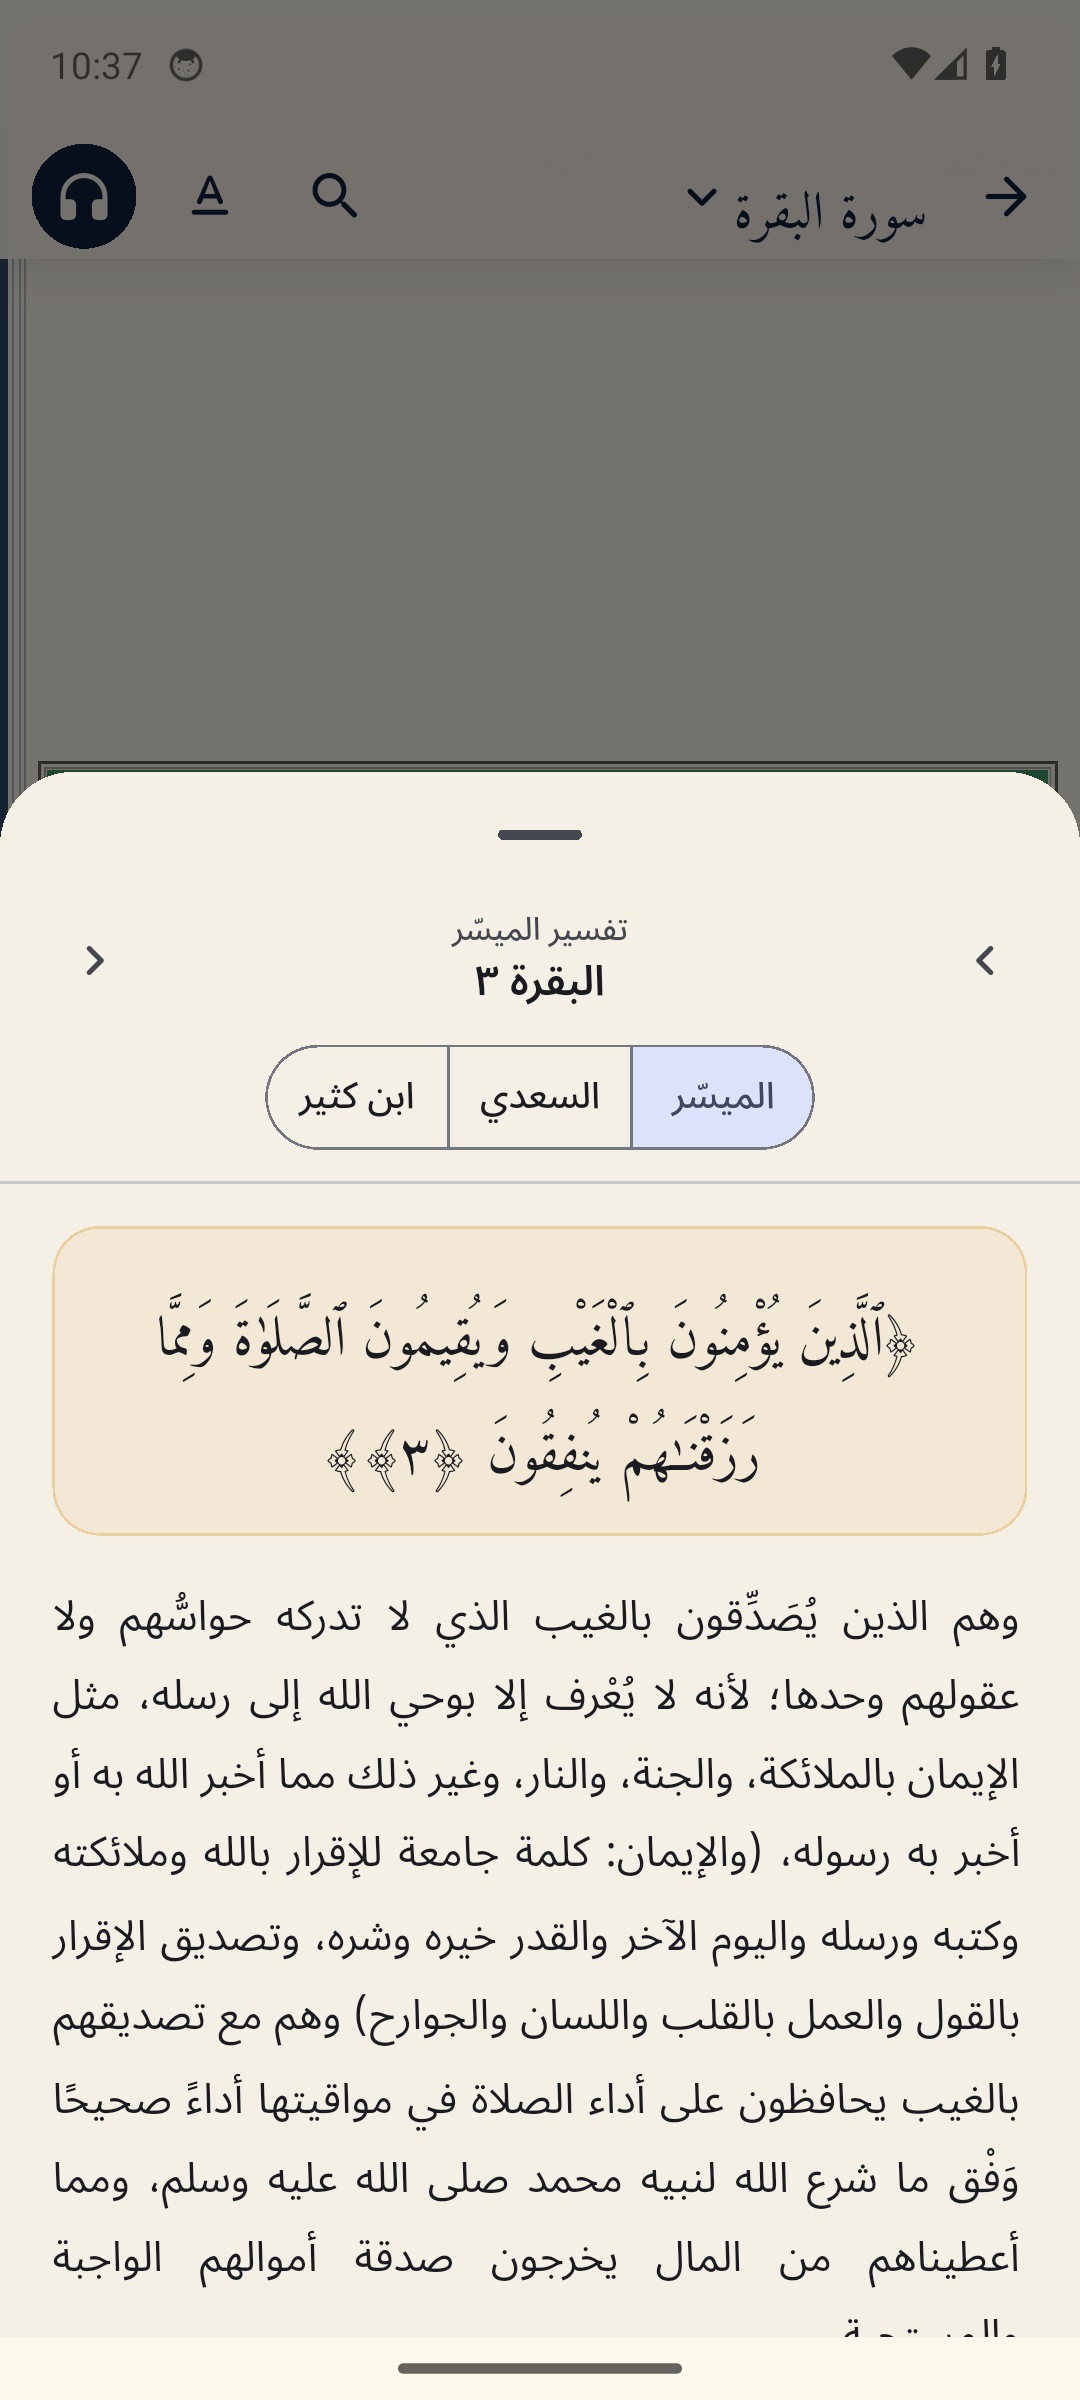 10:37
سورة البقرة
تفسير الميسّر
البقرة ٣
الميسّر
السعدي
ابن كثير
﴿ٱلَّذِينَ يُؤْمِنُونَ بِٱلْغَيْبِ وَيُقِيمُونَ ٱلصَّلَوٰةَ وَمِمَّا
رَزَقْنَـٰهُمْ يُنفِقُونَ ﴿٣﴾﴾
وهم الذين يُصَدِّقون بالغيب الذي لا تدركه حواسُّهم ولا
عقولهم وحدها؛ لأنه لا يُعْرف إلا بوحي الله إلى رسله، مثل
الإيمان بالملائكة، والجنة، والنار، وغير ذلك مما أخبر الله به أو
أخبر به رسوله، (والإيمان: كلمة جامعة للإقرار بالله وملائكته
وكتبه ورسله واليوم الآخر والقدر خيره وشره، وتصديق الإقرار
بالقول والعمل بالقلب واللسان والجوارح) وهم مع تصديقهم
بالغيب يحافظون على أداء الصلاة في مواقيتها أداءً صحيحًا
وَفْق ما شرع الله لنبيه محمد صلى الله عليه وسلم، ومما
أعطيناهم من المال يخرجون صدقة أموالهم الواجبة